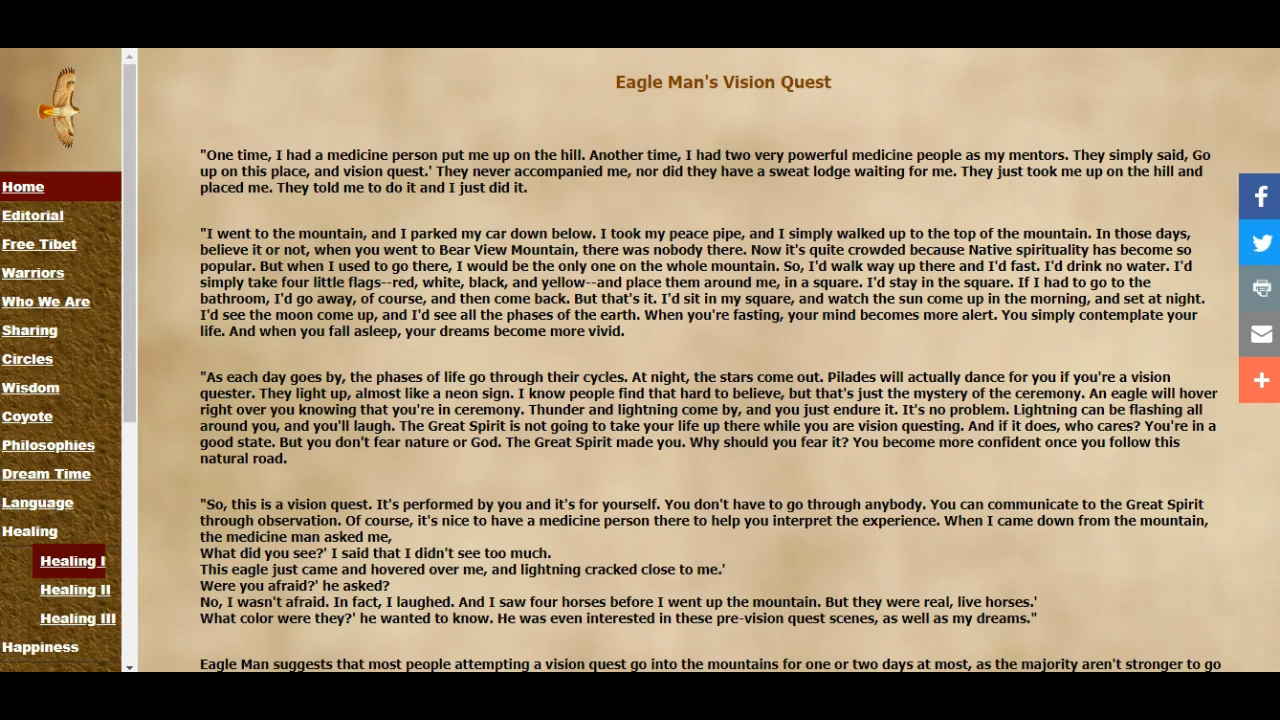 Eagle Man's Vision Quest
Home
Editorial
Free Tibet
Warriors
Who We Are
Sharing
Circles
Wisdom
Coyote
Philosophies
Dream Time
Language
Healing
Healing I
Healing II
Healing III
Happiness
"One time, I had a medicine person put me up on the hill. Another time, I had two very powerful medicine people as my mentors. They simply said, Go
up on this place, and vision quest.' They never accompanied me, nor did they have a sweat lodge waiting for me. They just took me up on the hill and
placed me. They told me to do it and I just did it.
"I went to the mountain, and I parked my car down below. I took my peace pipe, and I simply walked up to the top of the mountain. In those days,
believe it or not, when you went to Bear View Mountain, there was nobody there. Now it's quite crowded because Native spirituality has become so
popular. But when I used to go there, I would be the only one on the whole mountain. So, I'd walk way up there and I'd fast. I'd drink no water. I'd
simply take four little flags--red, white, black, and yellow--and place them around me, in a square. I'd stay in the square. If I had to go to the
bathroom, I'd go away, of course, and then come back. But that's it. I'd sit in my square, and watch the sun come up in the morning, and set at night.
I'd see the moon come up, and I'd see all the phases of the earth. When you're fasting, your mind becomes more alert. You simply contemplate your
life. And when you fall asleep, your dreams become more vivid.
"As each day goes by, the phases of life go through their cycles. At night, the stars come out. Pilades will actually dance for you if you're a vision
quester. They light up, almost like a neon sign. I know people find that hard to believe, but that's just the mystery of the ceremony. An eagle will hover
right over you knowing that you're in ceremony. Thunder and lightning come by, and you just endure it. It's no problem. Lightning can be flashing all
around you, and you'll laugh. The Great Spirit is not going to take your life up there while you are vision questing. And if it does, who cares? You're in a
good state. But you don't fear nature or God. The Great Spirit made you. Why should you fear it? You become more confident once you follow this
natural road.
"So, this is a vision quest. It's performed by you and it's for yourself. You don't have to go through anybody. You can communicate to the Great Spirit
through observation. Of course, it's nice to have a medicine person there to help you interpret the experience. When I came down from the mountain,
the medicine man asked me,
What did you see?' I said that I didn't see too much.
This eagle just came and hovered over me, and lightning cracked close to me.'
Were you afraid?' he asked?
No, I wasn't afraid. In fact, I laughed. And I saw four horses before I went up the mountain. But they were real, live horses.'
What color were they?' he wanted to know. He was even interested in these pre-vision quest scenes, as well as my dreams."
Eagle Man suggests that most people attempting a vision quest go into the mountains for one or two days at most, as the majority aren't stronger to go